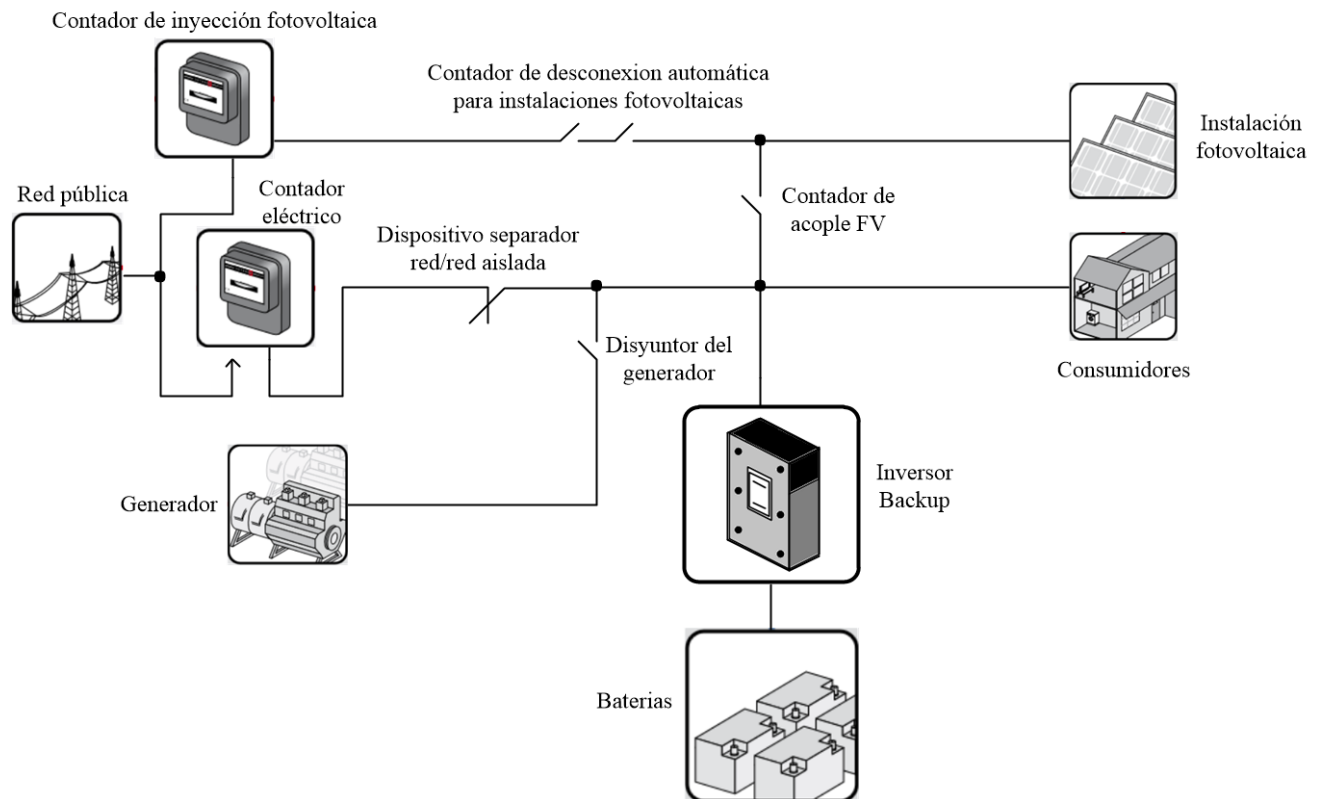 Contador de inyección fotovoltaica
Contador de desconexion automática
para instalaciones fotovoltaicas
Instalación
fotovoltaica
Red pública
Contador
eléctrico
Contador de
acople FV
Dispositivo separador
red/red aislada
Disyuntor del
generador
Consumidores
Generador
Inversor
Backup
Baterias